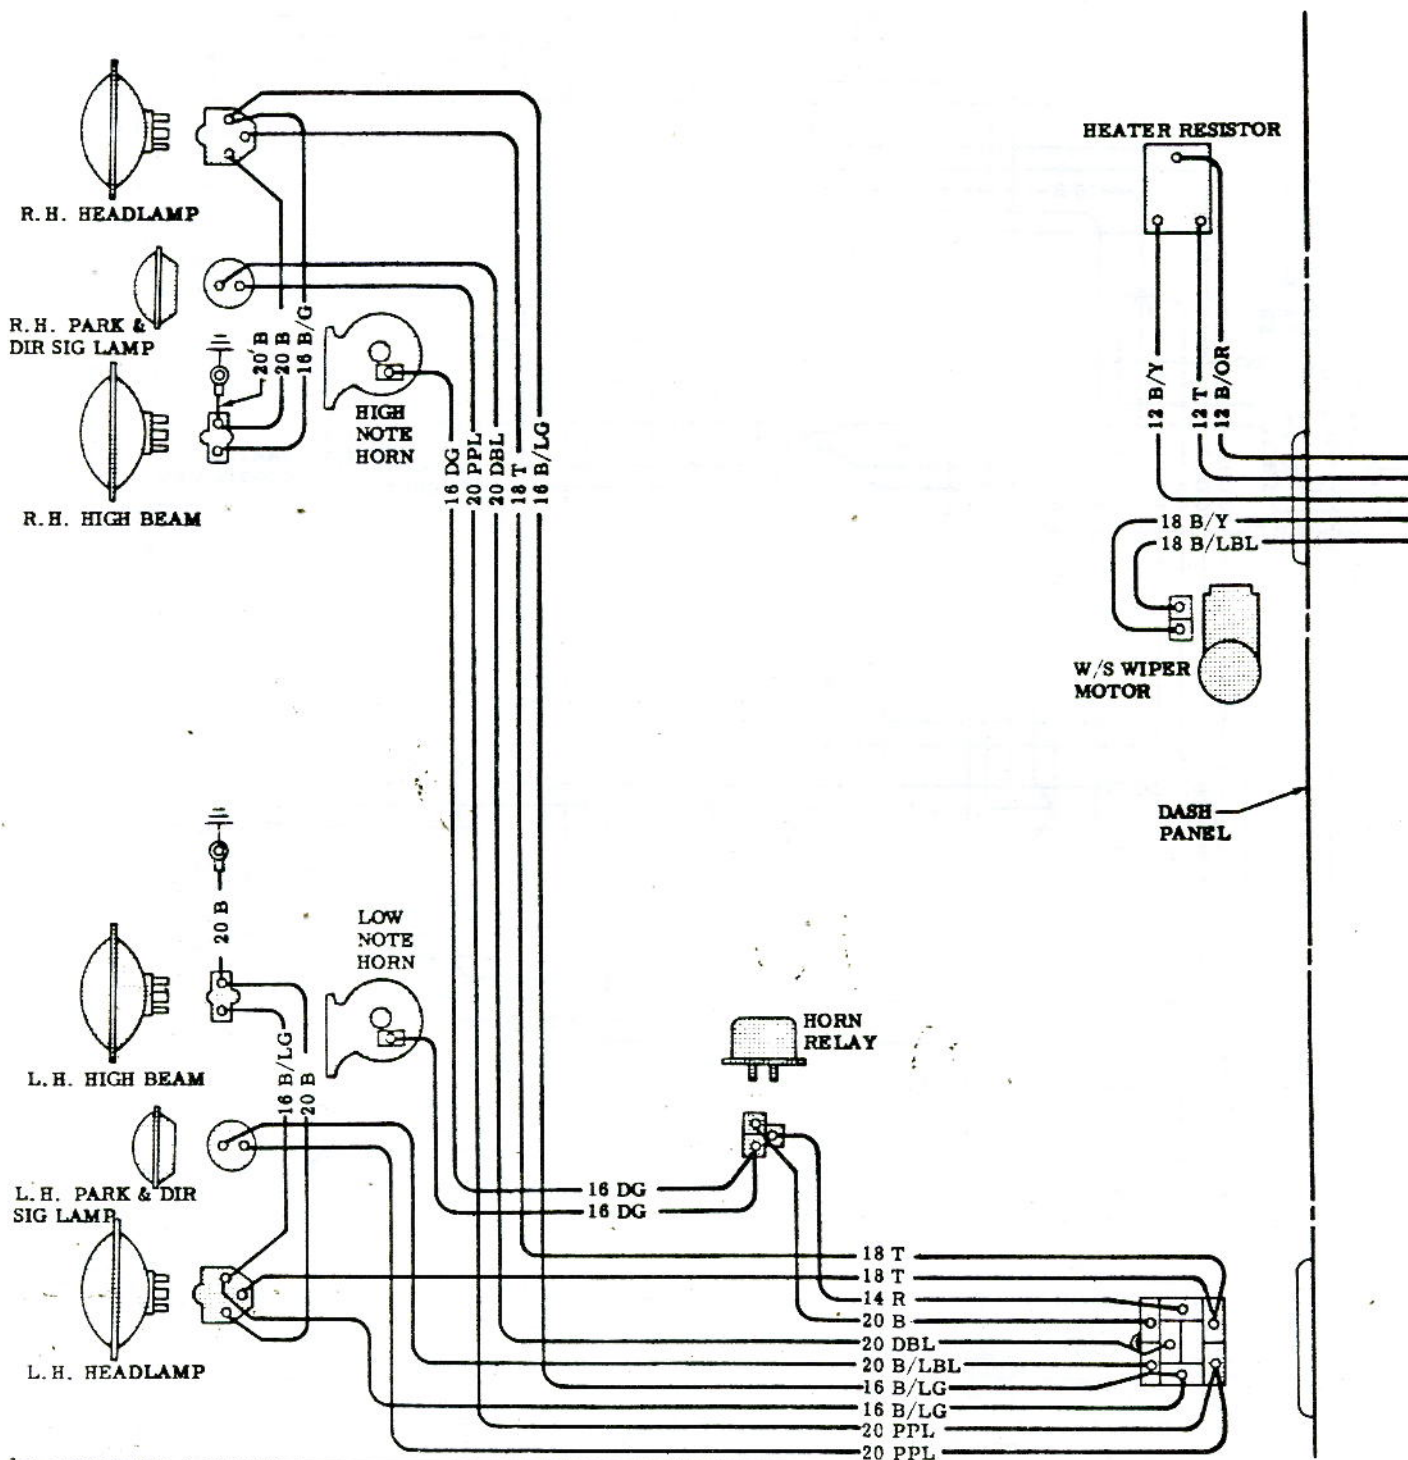 HEATER RESISTOR
R.H. HEADLAMP
R.H. PARK &
DIR SIG LAMP
20 B
20 B
16 B/G
HIGH
NOTE
HORN
R.H. HIGH BEAM
16 DG
20 PPL
20 DBL
18 T
16 B/LG
12 B/Y
12 T
12 B/OR
18 B/Y
18 B/LBL
W/S WIPER
MOTOR
DASH
PANEL
20 B
LOW
NOTE
HORN
HORN
RELAY
L.H. HIGH BEAM
16 B/LG
20 B
L.H. PARK & DIR
SIG LAMP
16 DG
16 DG
L.H. HEADLAMP
18 T
18 T
14 R
20 B
20 DBL
20 B/LBL
16 B/LG
16 B/LG
20 PPL
20 PPL